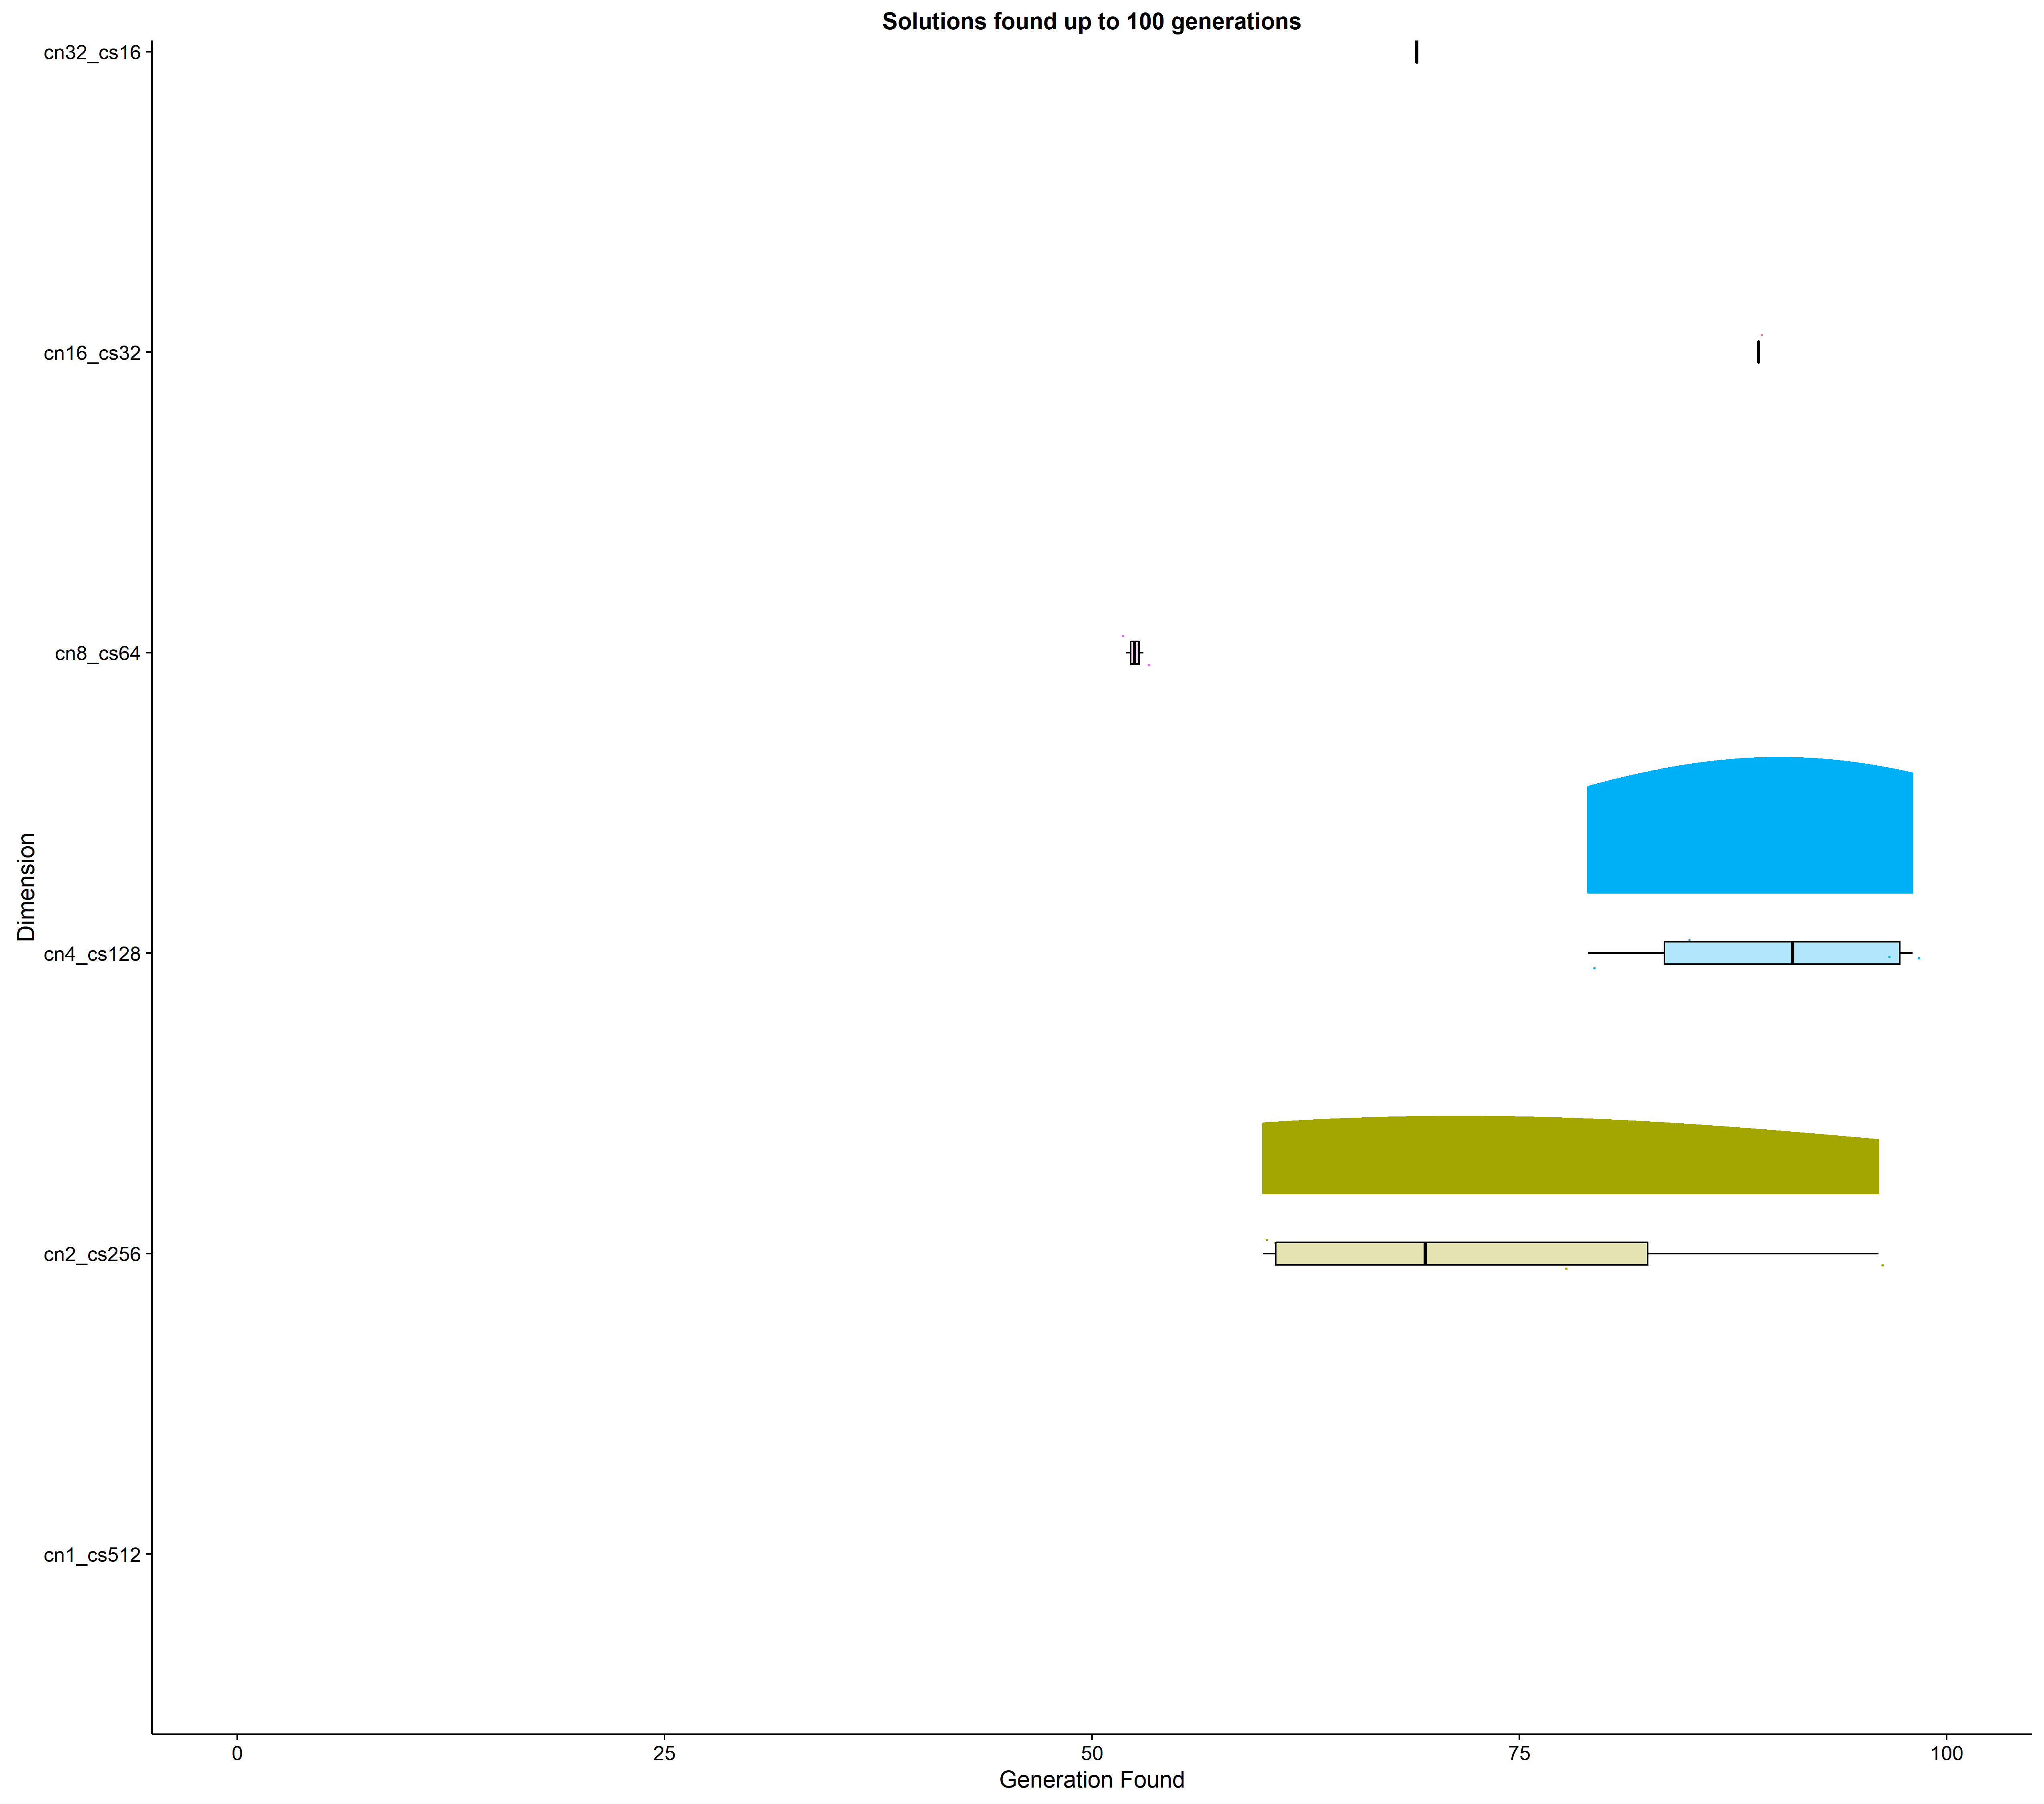 Solutions found up to 100 generations
cn32_cs16
cn16_cs32
cn8_cs64
cn4_cs128
cn2_cs256
cn1_cs512
Dimension
0 25 50 75 100
Generation Found